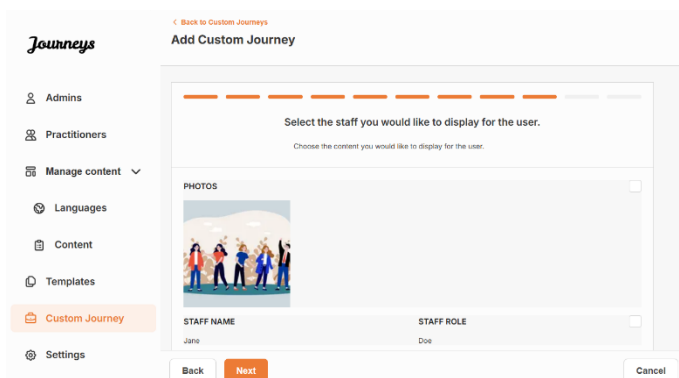 Back to Custom Journeys
Journeys
Add Custom Journey
Admins
Practitioners
Manage content
Languages
Content
Templates
Custom Journey
Settings
Select the staff you would like to display for the user.
Choose the content you would like to display for the user.
PHOTOS
STAFF NAME STAFF ROLE
Jane Doe
Back Next Cancel